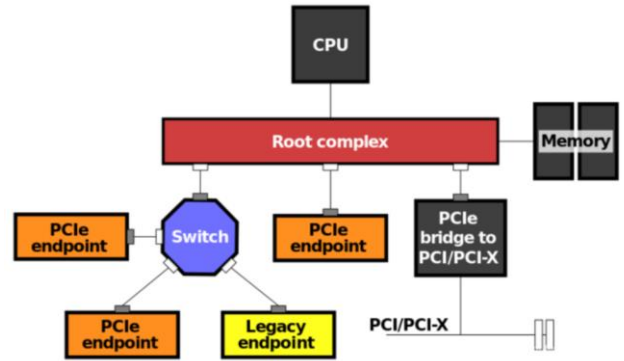 CPU
Root complex
Memory
PCIe
endpoint
Switch
PCIe
endpoint
PCIe
bridge to
PCI/PCI-X
PCIe
endpoint
Legacy
endpoint
PCI/PCI-X